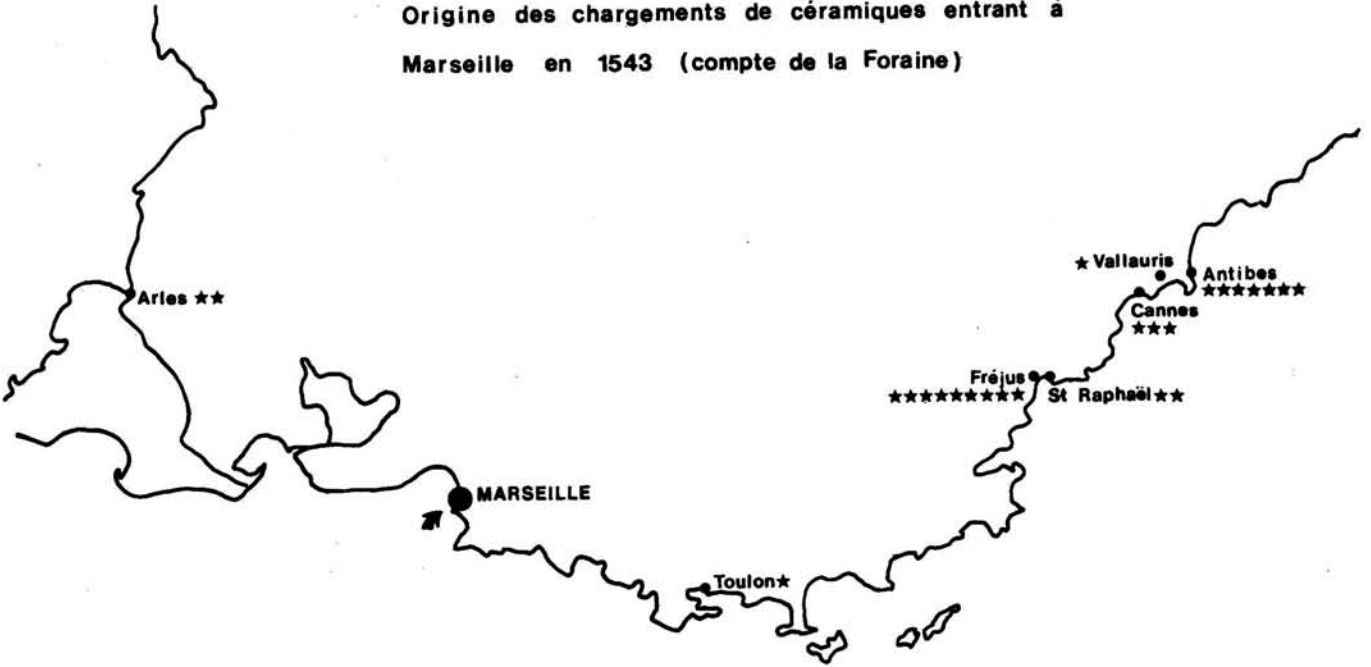 Origine des chargements de céramiques entrant à
Marseille en 1543 (compte de la Foraine)
★ Vallauris
Antibes
★★★★★★★
Cannes
★★★
Arles ★★
Fréjus
★★★★★★★★★
St Raphaël ★★
MARSEILLE
Toulon ★